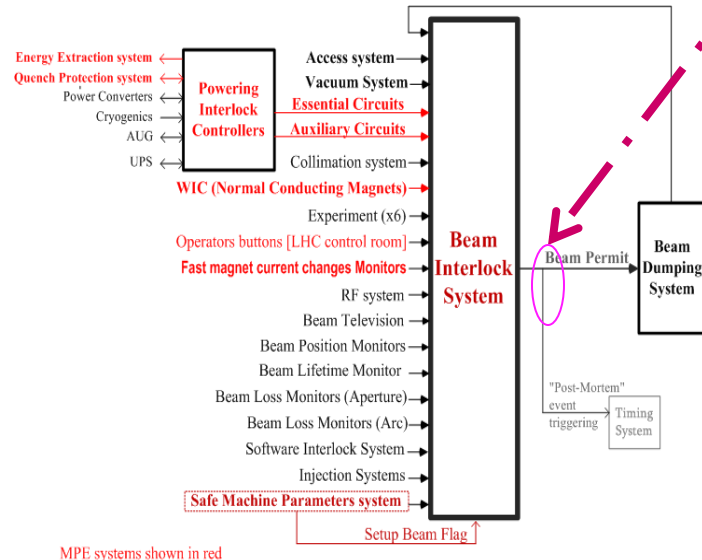 Energy Extraction system
Quench Protection system
Power Converters
Cryogenics
AUG
UPS
Powering
Interlock
Controllers
Access system
Vacuum System
Essential Circuits
Auxiliary Circuits
Collimation system
WIC (Normal Conducting Magnets)
Experiment (x6)
Operators buttons [LHC control room]
Fast magnet current changes Monitors
RF system
Beam Television
Beam Position Monitors
Beam Lifetime Monitor
Beam Loss Monitors (Aperture)
Beam Loss Monitors (Arc)
Software Interlock System
Injection Systems
Safe Machine Parameters system
Setup Beam Flag
Beam
Interlock
System
Beam Permit
Beam
Dumping
System
"Post-Mortem"
event
triggering
Timing
System
MPE systems shown in red